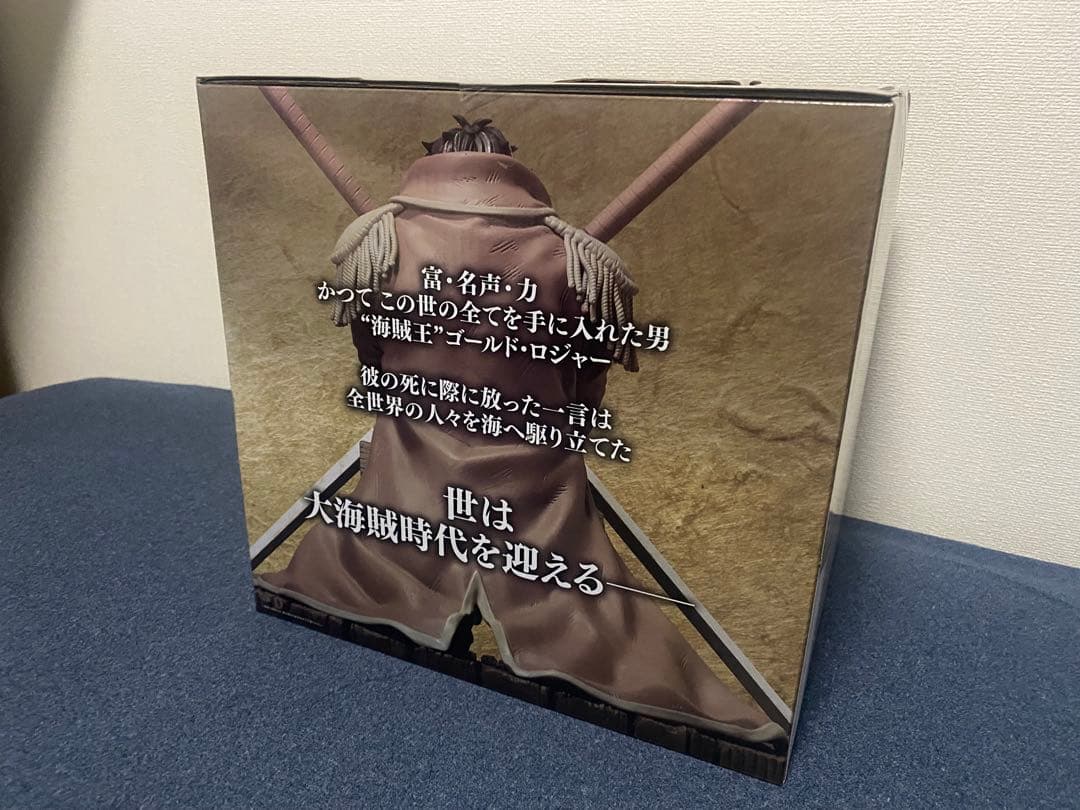 富・名声・力
かつてこの世の全てを手に入れた男
“海賊王”ゴールド・ロジャー
彼の死に際に放った一言は
全世界の人々を海へ駆り立てた
世は
大海賊時代を迎える――